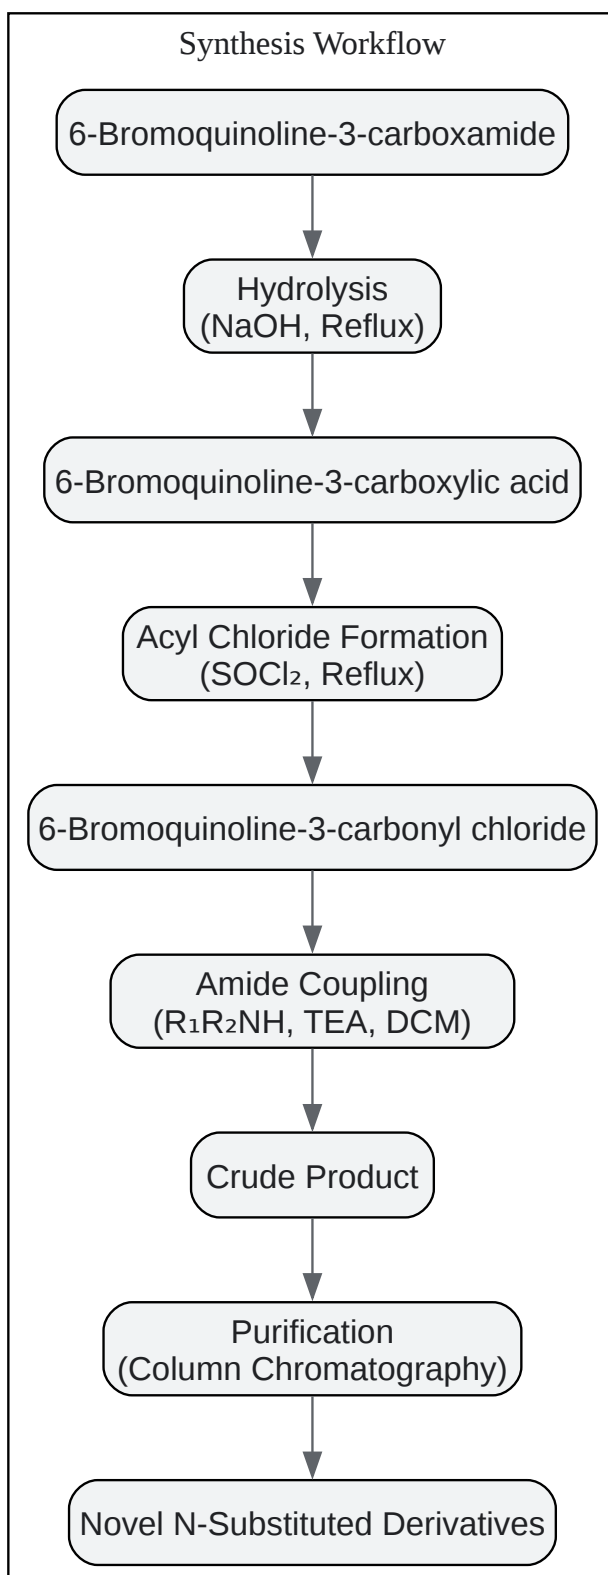 Synthesis Workflow
6-Bromoquinoline-3-carboxamide
Hydrolysis
(NaOH, Reflux)
6-Bromoquinoline-3-carboxylic acid
Acyl Chloride Formation
(SOCl₂, Reflux)
6-Bromoquinoline-3-carbonyl chloride
Amide Coupling
(R₁R₂NH, TEA, DCM)
Crude Product
Purification
(Column Chromatography)
Novel N-Substituted Derivatives